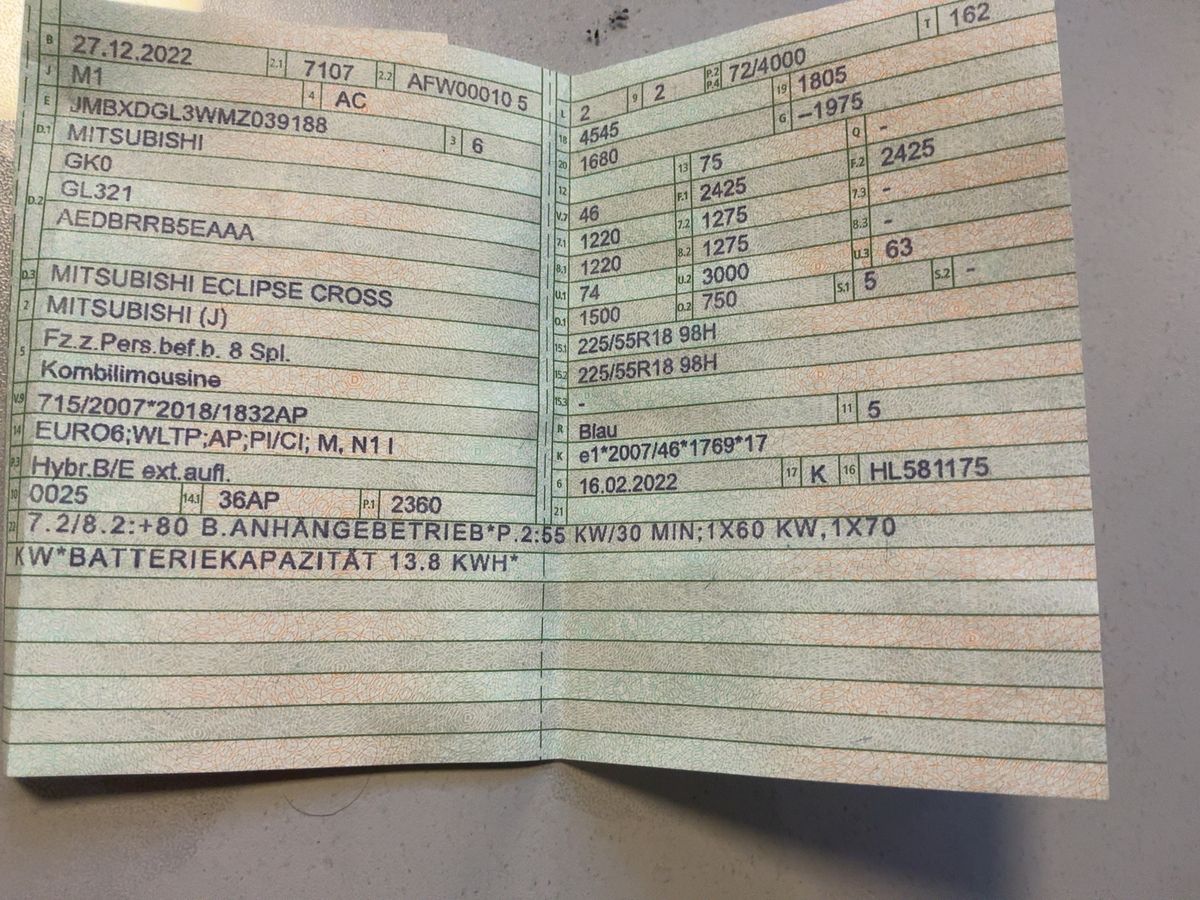 B 27.12.2022 2.1 7107 2.2 AFW00010 5
J M1 4 AC
E JMBXDGL3WMZ039188 3 6
D.1 MITSUBISHI
GK0
D.2 GL321
AEDBRRB5EAAA
D.3 MITSUBISHI ECLIPSE CROSS
2 MITSUBISHI (J)
5 Fz.z.Pers.bef.b. 8 Spl.
Kombilimousine
V.9 715/2007*2018/1832AP
14 EURO6;WLTP;AP;PI/CI; M, N1 I
P.3 Hybr.B/E ext.aufl.
10 0025 14.1 36AP P.1 2360
L 2 9 2 P.2 P.4 72/4000 T 162
18 4545 19 1805
20 1680 G –1975
12 13 75 Q -
V.7 46 F.1 2425 F.2 2425
7.1 1220 7.2 1275 7.3 -
8.1 1220 8.2 1275 8.3 -
U.1 74 U.2 3000 U.3 63
O.1 1500 O.2 750 S.1 5 S.2 -
15.1 225/55R18 98H
15.2 225/55R18 98H
15.3 -
R Blau 11 5
K e1*2007/46*1769*17
6 16.02.2022 17 K 16 HL581175
21
22 7.2/8.2:+80 B.ANHÄNGEBETRIEB*P.2:55 KW/30 MIN;1X60 KW,1X70
KW*BATTERIEKAPAZITÄT 13.8 KWH*